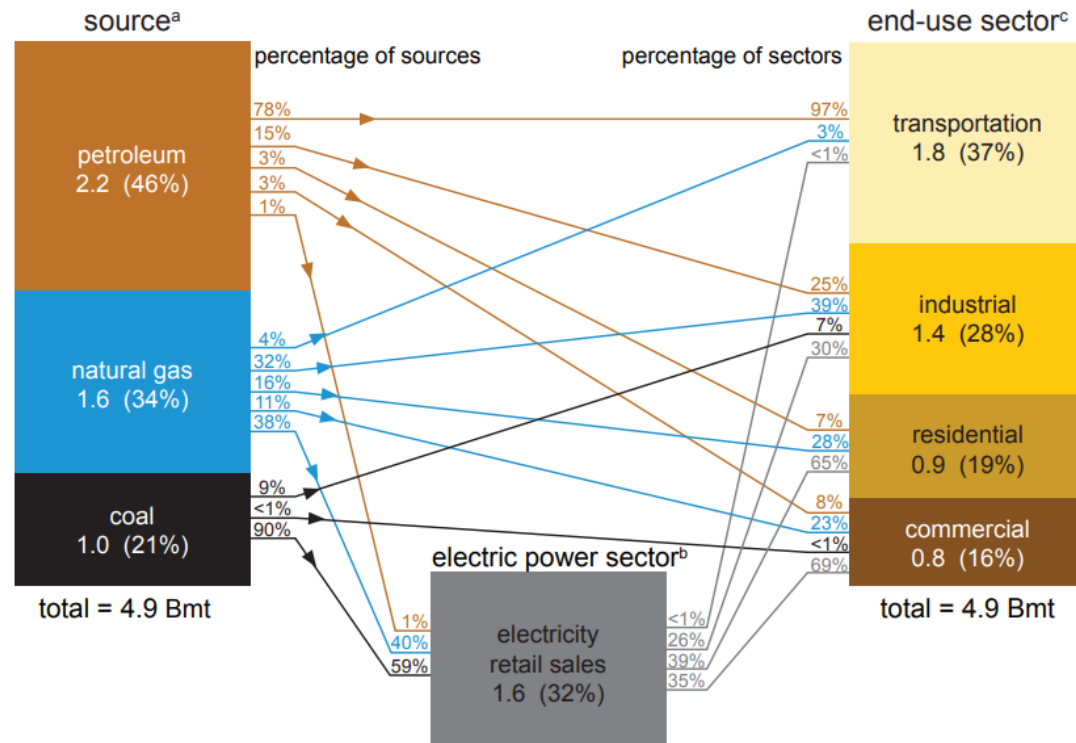 sourceᵃ
end-use sectorᶜ
percentage of sources
percentage of sectors
petroleum
2.2 (46%)
78%
15%
3%
3%
1%
natural gas
1.6 (34%)
4%
32%
16%
11%
38%
coal
1.0 (21%)
9%
<1%
90%
total = 4.9 Bmt
electric power sectorᵇ
1%
40%
59%
electricity
retail sales
1.6 (32%)
<1%
26%
39%
35%
97%
3%
<1%
transportation
1.8 (37%)
25%
39%
7%
30%
industrial
1.4 (28%)
7%
28%
65%
residential
0.9 (19%)
8%
23%
<1%
69%
commercial
0.8 (16%)
total = 4.9 Bmt